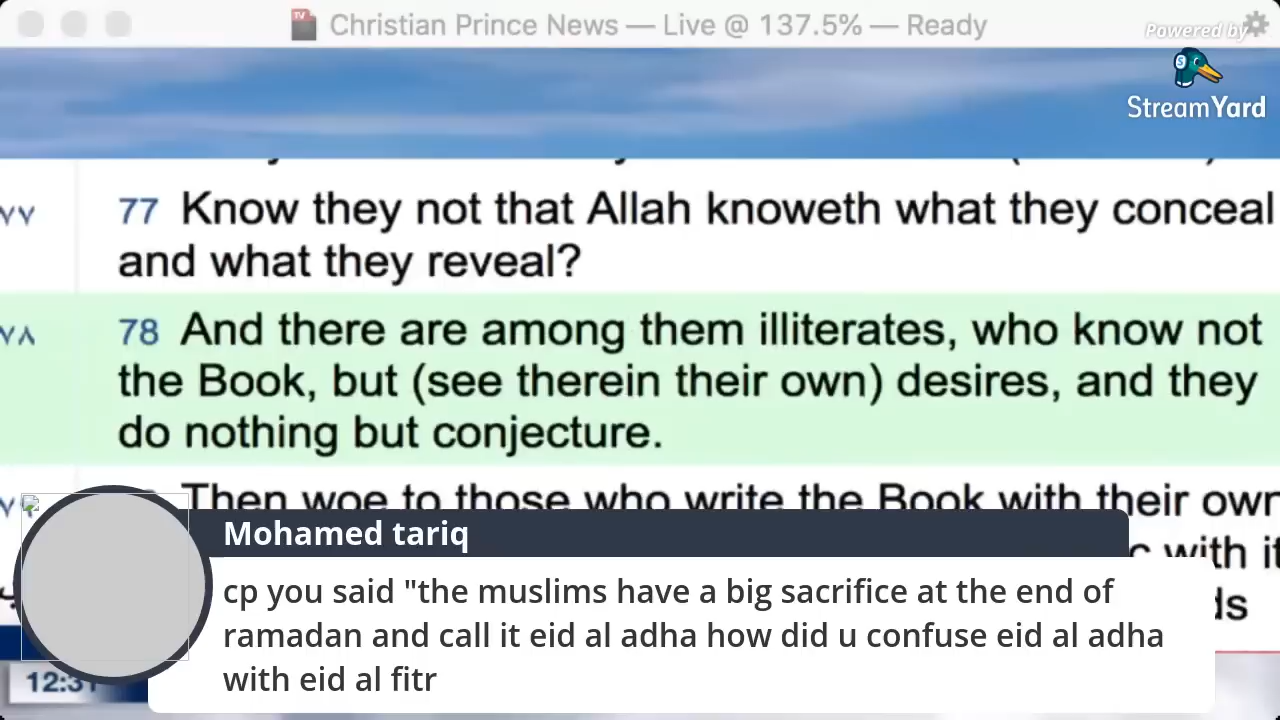 Christian Prince News — Live @ 137.5% — Ready
Powered by
StreamYard
٧٧ 77 Know they not that Allah knoweth what they conceal
and what they reveal?
٧٨ 78 And there are among them illiterates, who know not
the Book, but (see therein their own) desires, and they
do nothing but conjecture.
Then woe to those who write the Book with their own
with it
Mohamed tariq
cp you said "the muslims have a big sacrifice at the end of
ramadan and call it eid al adha how did u confuse eid al adha
with eid al fitr